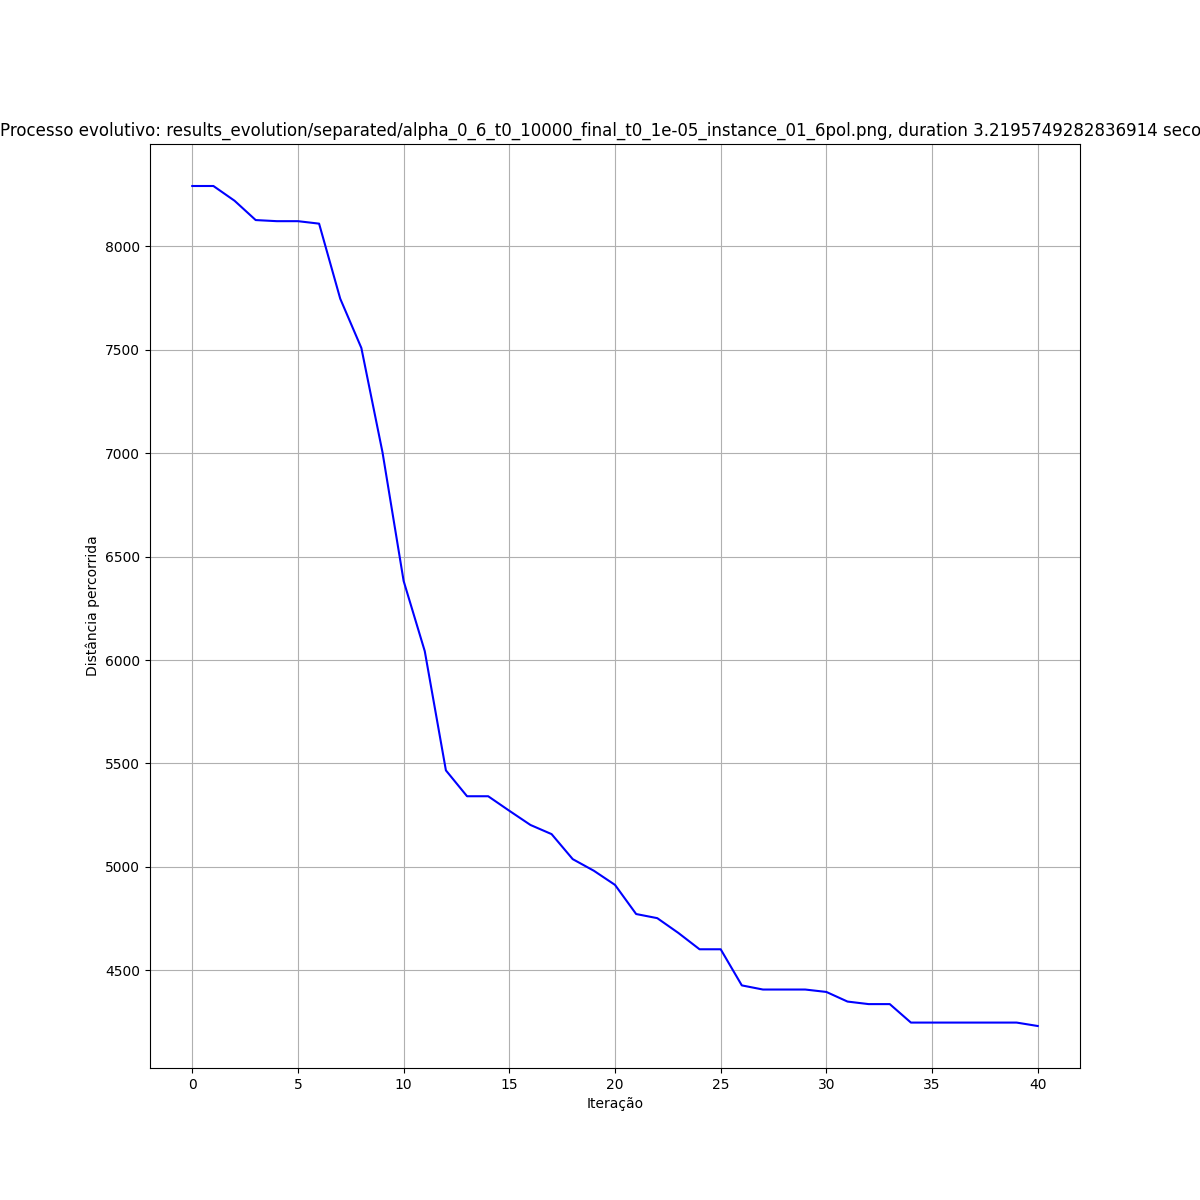 Processo evolutivo: results_evolution/separated/alpha_0_6_t0_10000_final_t0_1e-05_instance_01_6pol.png, duration 3.2195749282836914 seco
8000
7500
7000
6500
6000
5500
5000
4500
Distância percorrida
0 5 10 15 20 25 30 35 40
Iteração